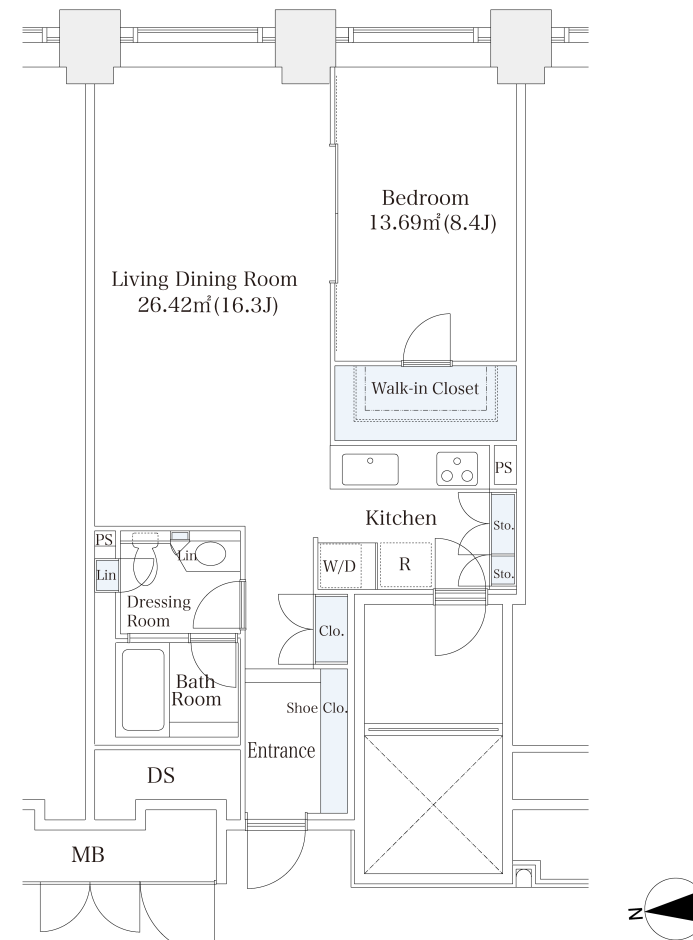 Bedroom
13.69㎡(8.4J)
Living Dining Room
26.42㎡(16.3J)
Walk-in Closet
PS
Kitchen
Sto.
PS
Lin
W/D
R
Lin
Sto.
Dressing
Room
Clo.
Bath
Room
Shoe Clo.
Entrance
DS
MB
N